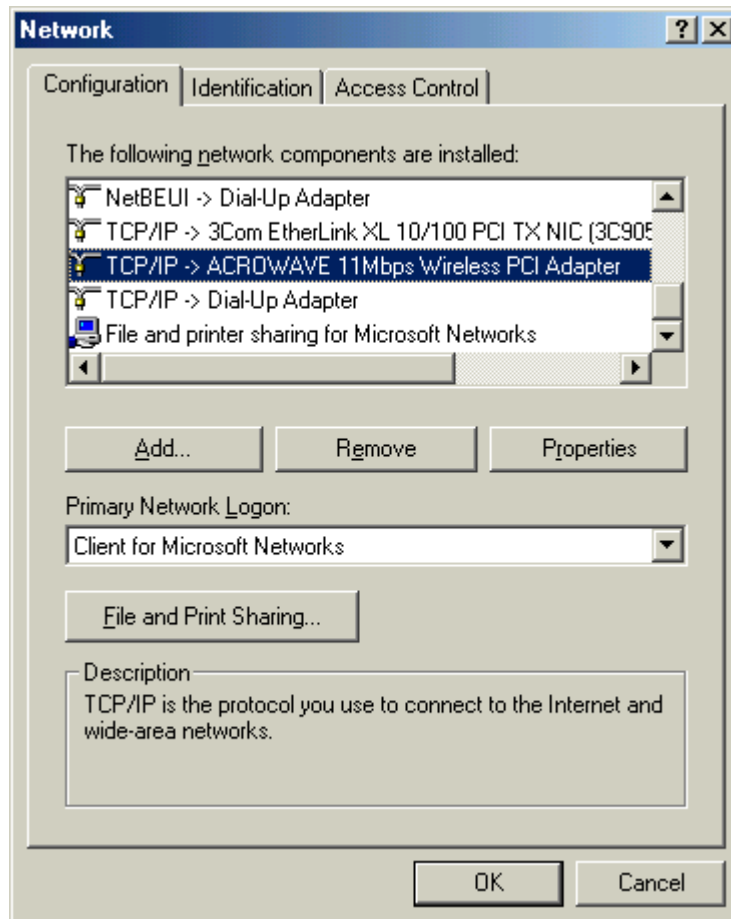 Network
Configuration Identification Access Control
The following network components are installed:
NetBEUI -> Dial-Up Adapter
TCP/IP -> 3Com EtherLink XL 10/100 PCI TX NIC (3C905
TCP/IP -> ACROWAVE 11Mbps Wireless PCI Adapter
TCP/IP -> Dial-Up Adapter
File and printer sharing for Microsoft Networks
Add... Remove Properties
Primary Network Logon:
Client for Microsoft Networks
File and Print Sharing...
Description
TCP/IP is the protocol you use to connect to the Internet and
wide-area networks.
OK Cancel